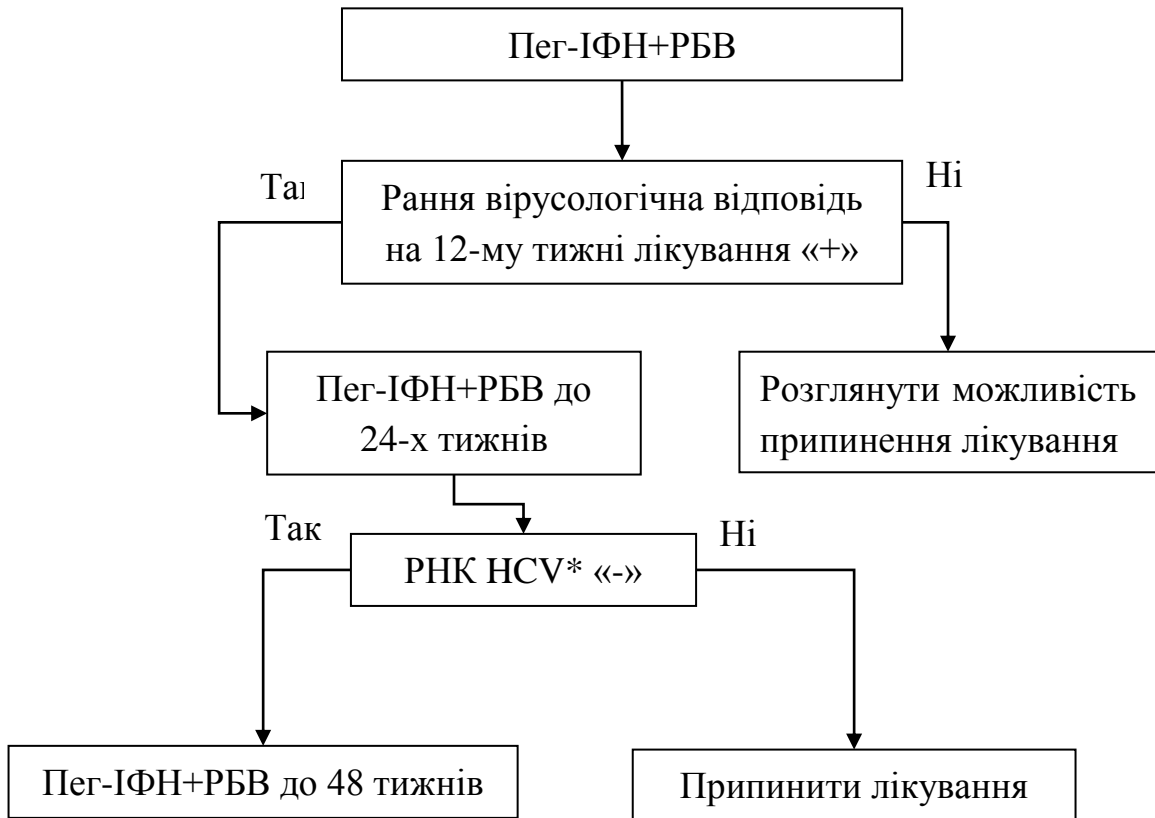 Пег-ІФН+РБВ
Ні
Рання вірусологічна відповідь
на 12-му тижні лікування «+»
Пег-ІФН+РБВ до
24-х тижнів
Розглянути можливість
припинення лікування
Так
Ні
РНК HCV* «-»
Пег-ІФН+РБВ до 48 тижнів
Припинити лікування